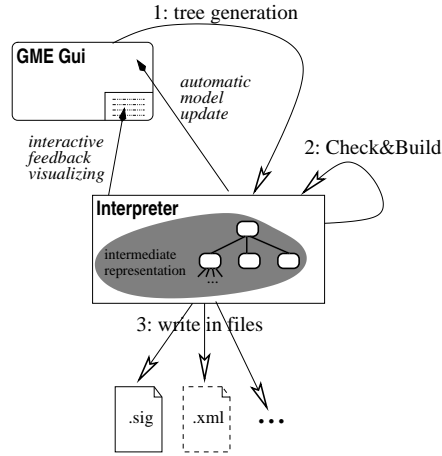 1: tree generation
GME Gui
automatic
model
update
interactive
feedback
visualizing
2: Check&Build
Interpreter
intermediate
representation
...
3: write in files
.sig
.xml
...